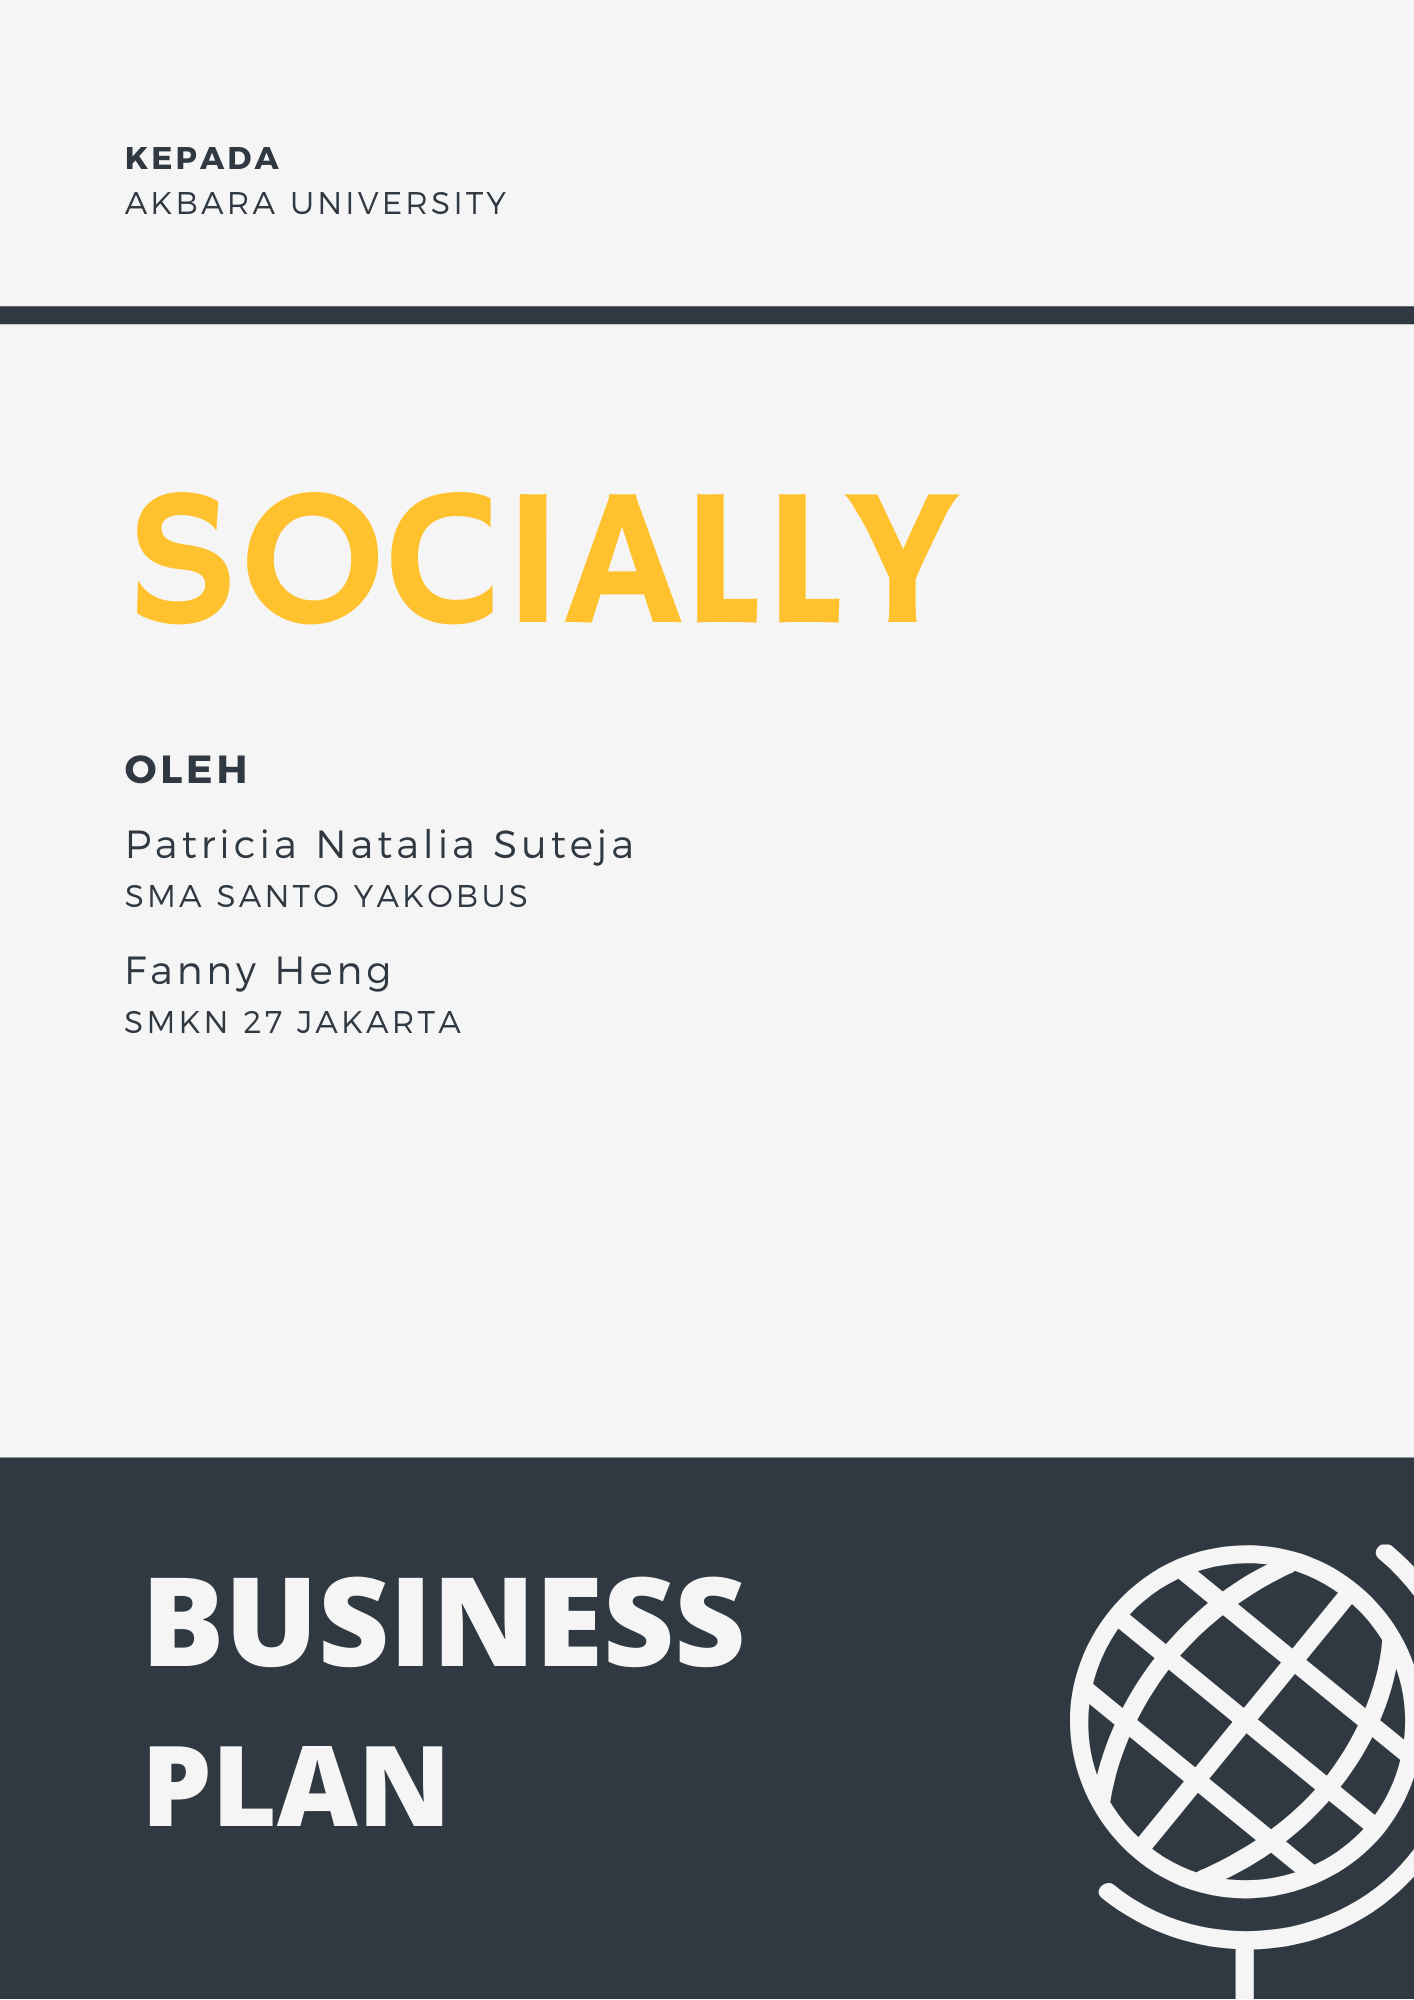 KEPADA
AKBARA UNIVERSITY
SOCIALLY
OLEH
Patricia Natalia Suteja
SMA SANTO YAKOBUS
Fanny Heng
SMKN 27 JAKARTA
BUSINESS
PLAN